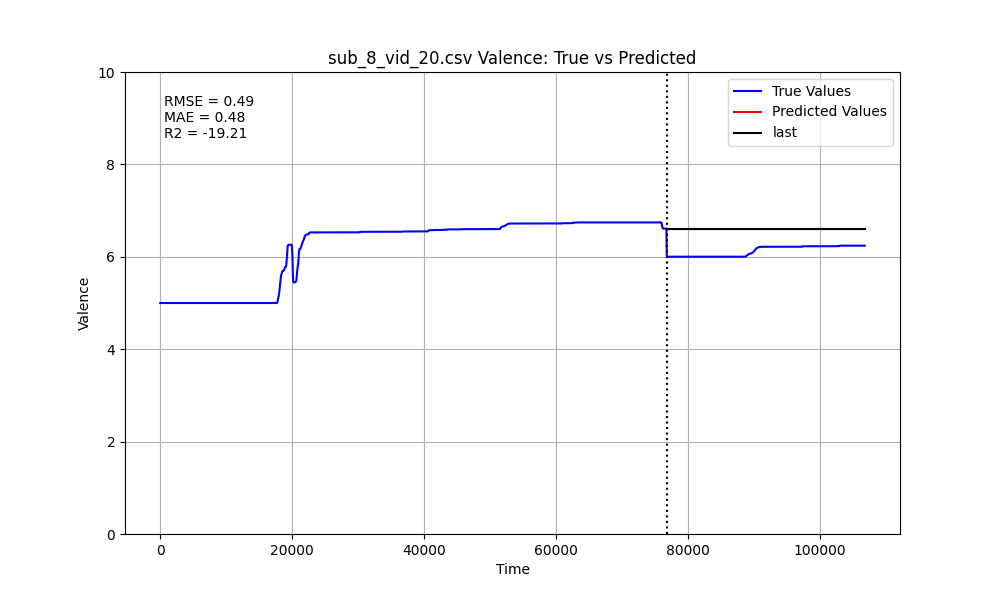 sub_8_vid_20.csv Valence: True vs Predicted
RMSE = 0.49
MAE = 0.48
R2 = -19.21
True Values
Predicted Values
last
10
8
6
4
2
0
Valence
0
20000
40000
60000
80000
100000
Time